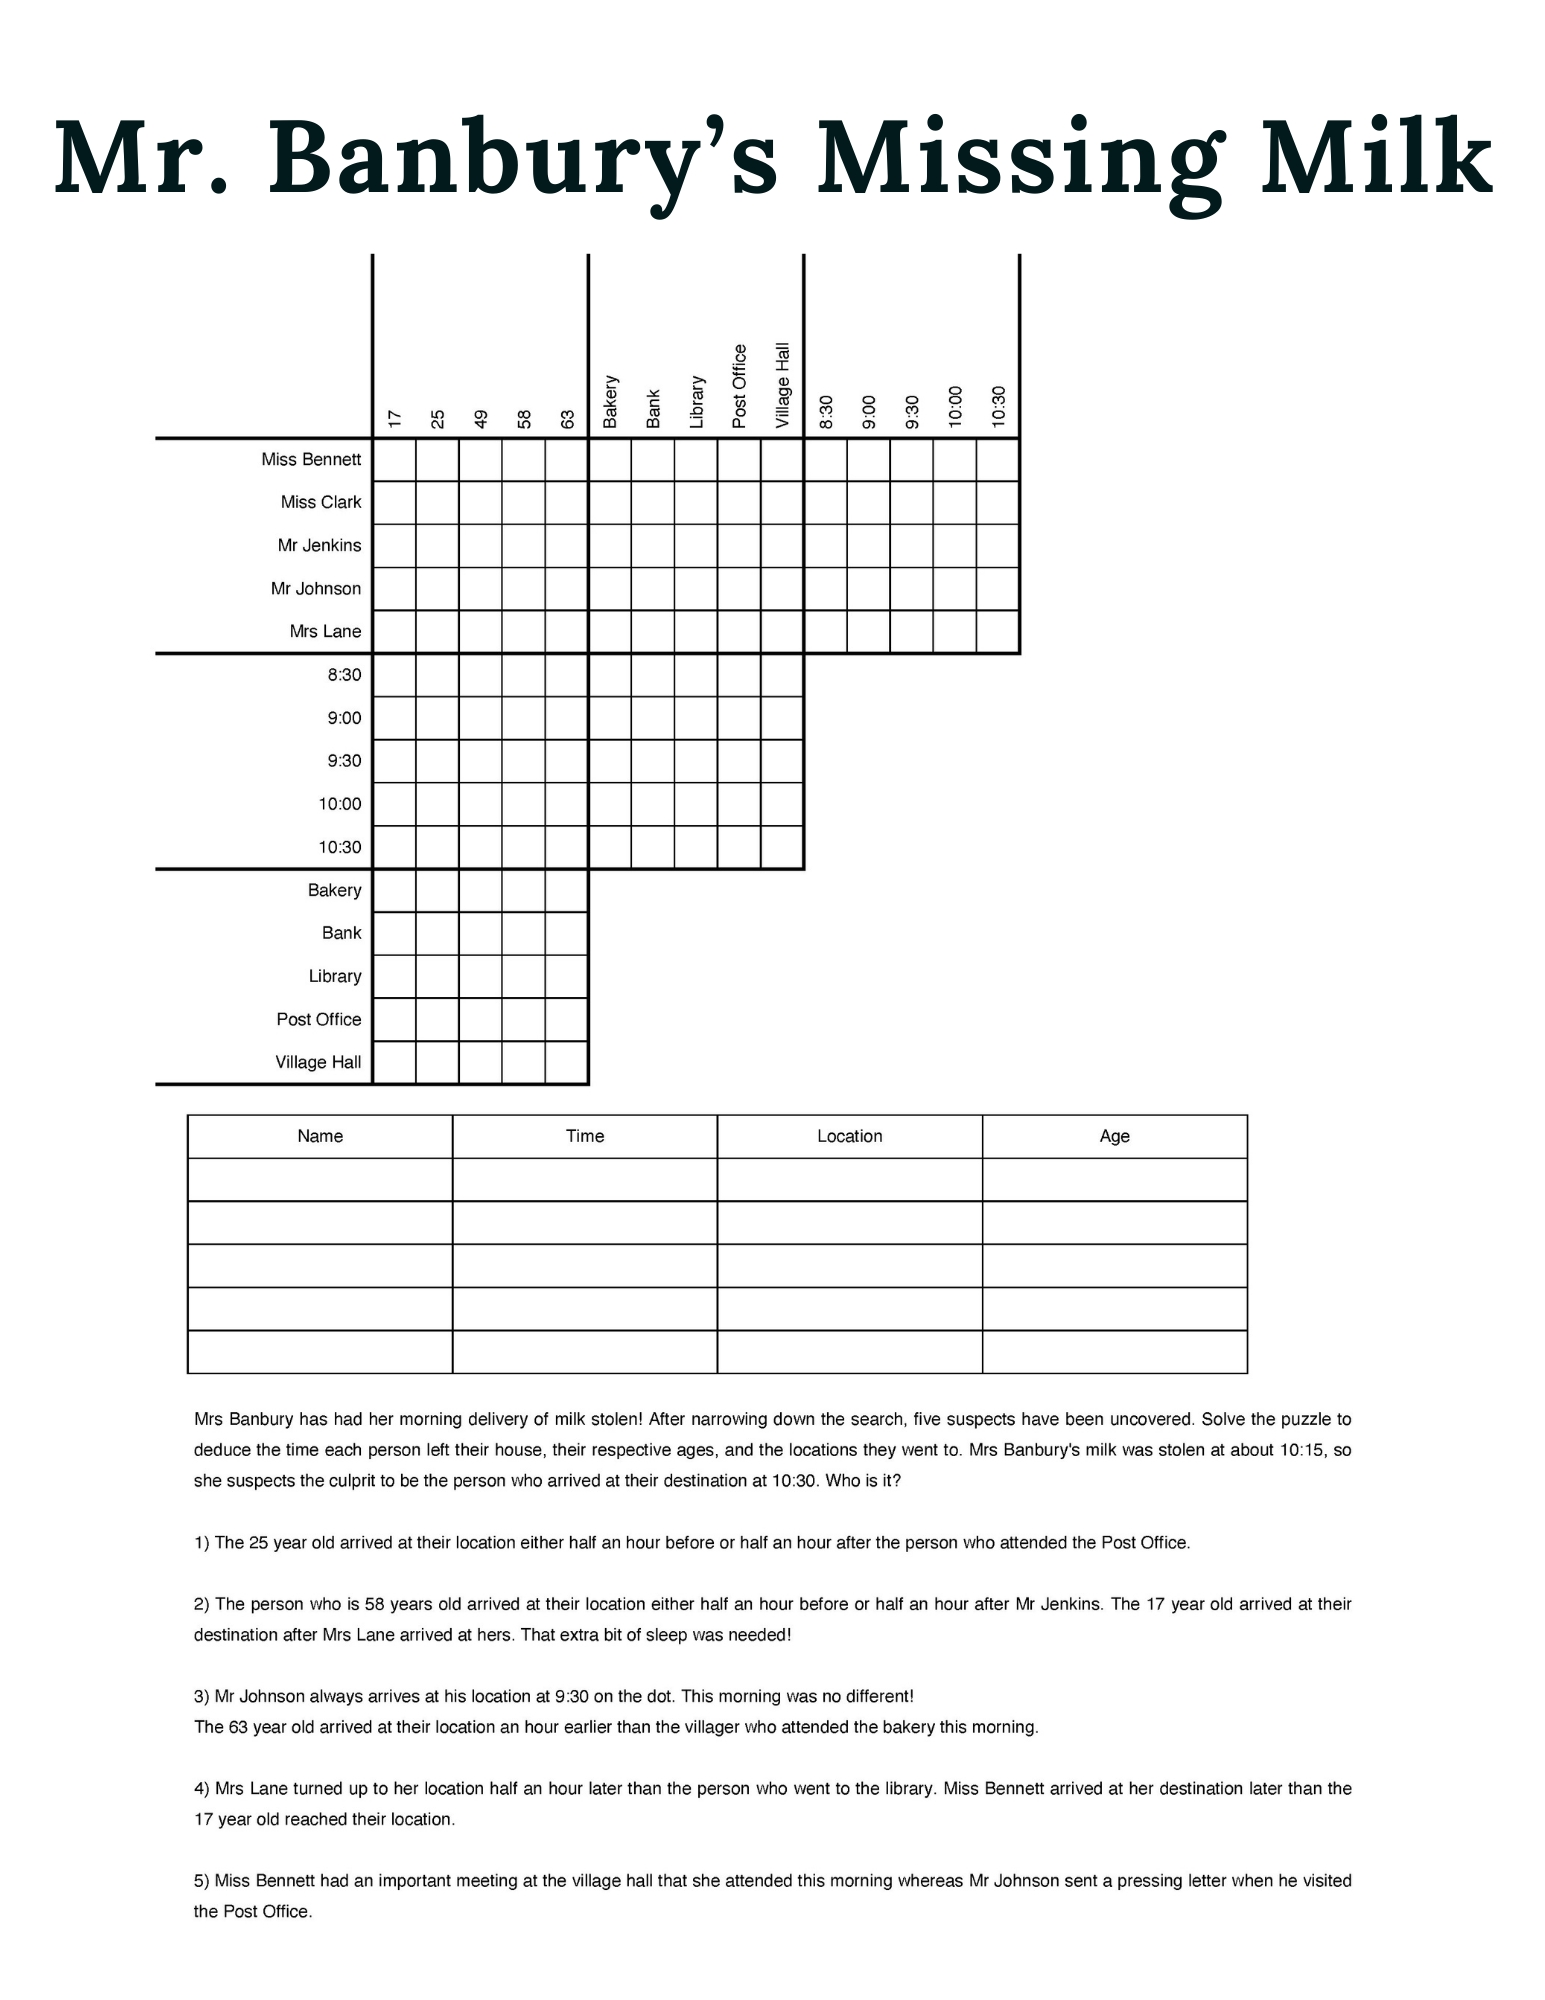 Mr. Banbury’s Missing Milk
17 25 49 58 63 Bakery Bank Library Post Office Village Hall 8:30 9:00 9:30 10:00 10:30
Miss Bennett
Miss Clark
Mr Jenkins
Mr Johnson
Mrs Lane
8:30
9:00
9:30
10:00
10:30
Bakery
Bank
Library
Post Office
Village Hall
Name Time Location Age
Mrs Banbury has had her morning delivery of milk stolen! After narrowing down the search, five suspects have been uncovered. Solve the puzzle to
deduce the time each person left their house, their respective ages, and the locations they went to. Mrs Banbury's milk was stolen at about 10:15, so
she suspects the culprit to be the person who arrived at their destination at 10:30. Who is it?
1) The 25 year old arrived at their location either half an hour before or half an hour after the person who attended the Post Office.
2) The person who is 58 years old arrived at their location either half an hour before or half an hour after Mr Jenkins. The 17 year old arrived at their
destination after Mrs Lane arrived at hers. That extra bit of sleep was needed!
3) Mr Johnson always arrives at his location at 9:30 on the dot. This morning was no different!
The 63 year old arrived at their location an hour earlier than the villager who attended the bakery this morning.
4) Mrs Lane turned up to her location half an hour later than the person who went to the library. Miss Bennett arrived at her destination later than the
17 year old reached their location.
5) Miss Bennett had an important meeting at the village hall that she attended this morning whereas Mr Johnson sent a pressing letter when he visited
the Post Office.